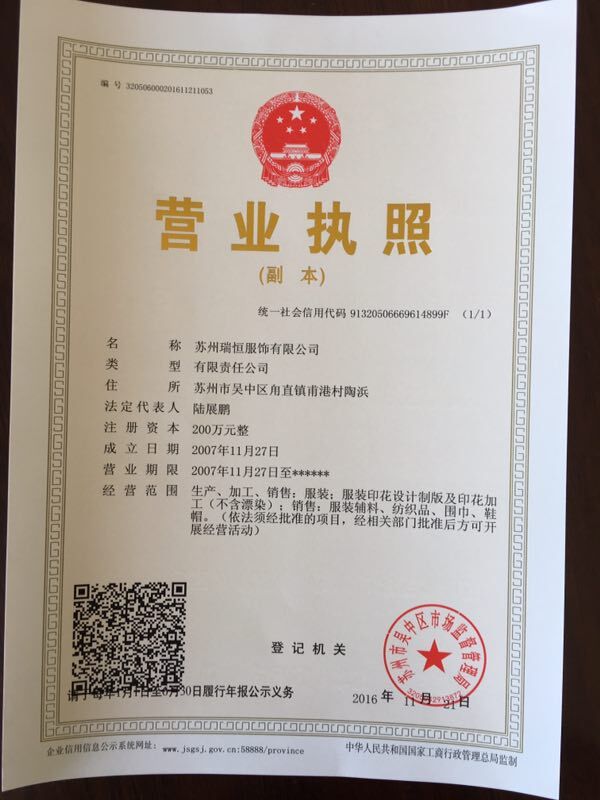 编 号 320506000201611211053
营业执照
(副 本)
统一社会信用代码 91320506669614899F (1/1)
名 称 苏州瑞恒服饰有限公司
类 型 有限责任公司
住 所 苏州市吴中区甪直镇甫港村陶浜
法定代表人 陆展鹏
注册资本 200万元整
成立日期 2007年11月27日
营业期限 2007年11月27日至******
经营范围 生产、加工、销售：服装；服装印花设计制版及印花加
工（不含漂染）；销售：服装辅料、纺织品、围巾、鞋
帽。（依法须经批准的项目，经相关部门批准后方可开
展经营活动）
登记机关
苏州市吴中区市场监督管理局
请于每年1月1日至6月30日履行年报公示义务
2016 年 11 月 21 日
企业信用信息公示系统网址：www.jsgsj.gov.cn:58888/province
中华人民共和国国家工商行政管理总局监制